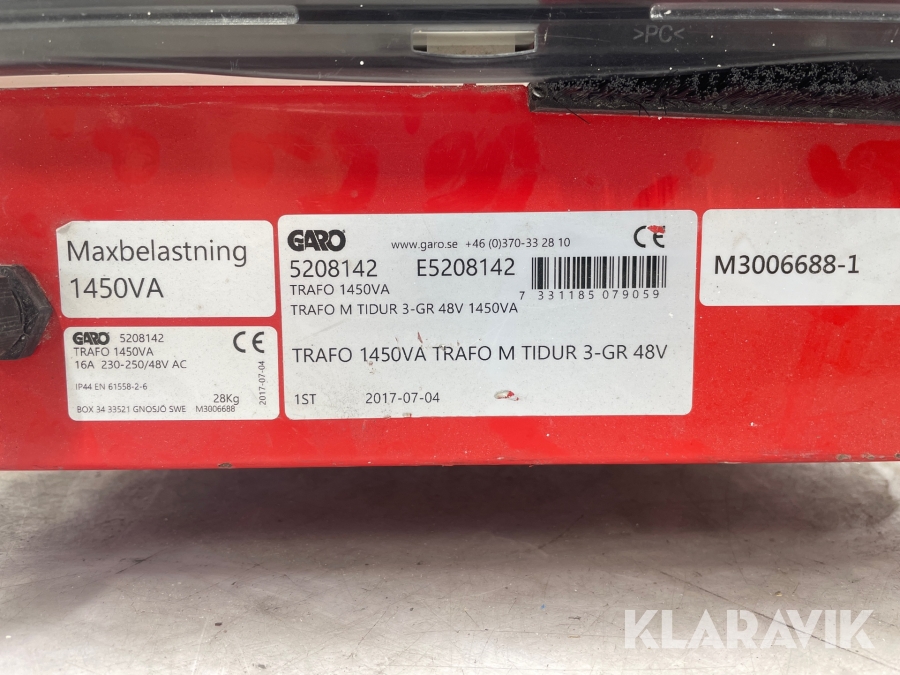 >PC<
Maxbelastning
1450VA
GARO 5208142
TRAFO 1450VA
16A 230-250/48V AC
IP44 EN 61558-2-6
28Kg
BOX 34 33521 GNOSJÖ SWE M3006688
CE
2017-07-04
GARO www.garo.se +46 (0)370-33 28 10 CE
5208142 E5208142
TRAFO 1450VA
TRAFO M TIDUR 3-GR 48V 1450VA
7 331185 079059
TRAFO 1450VA TRAFO M TIDUR 3-GR 48V
1ST 2017-07-04
M3006688-1
KLARAVIK
KLARAVIK